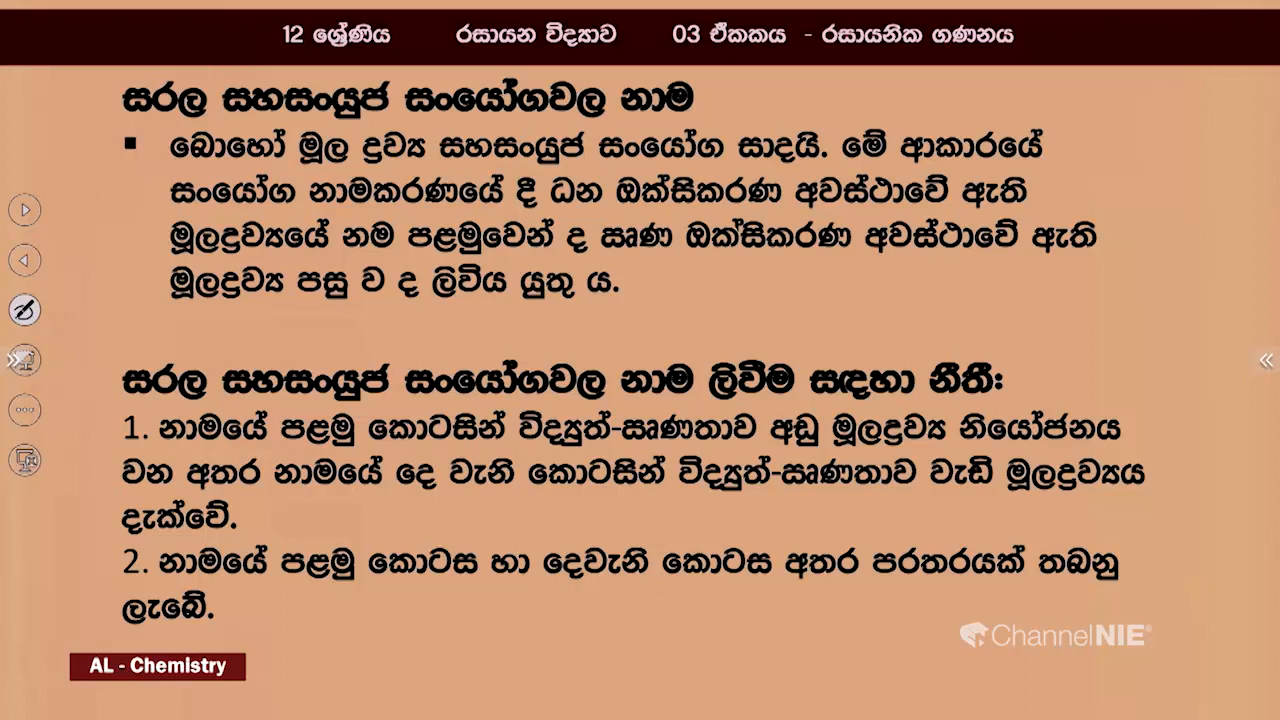 12 ශ්‍රේණිය රසායන විද්‍යාව 03 ඒකකය - රසායනික ගණනය
සරල සහසංයුජ සංයෝගවල නාම
▪ බොහෝ මූල ද්‍රව්‍ය සහසංයුජ සංයෝග සාදයි. මේ ආකාරයේ
සංයෝග නාමකරණයේ දී ධන ඔක්සිකරණ අවස්ථාවේ ඇති
මූලද්‍රව්‍යයේ නම පළමුවෙන් ද ඍණ ඔක්සිකරණ අවස්ථාවේ ඇති
මූලද්‍රව්‍ය පසු ව ද ලිවිය යුතු ය.
සරල සහසංයුජ සංයෝගවල නාම ලිවීම සඳහා නීතී:
1. නාමයේ පළමු කොටසින් විද්‍යුත්-ඍණතාව අඩු මූලද්‍රව්‍ය නියෝජනය
වන අතර නාමයේ දෙ වැනි කොටසින් විද්‍යුත්-ඍණතාව වැඩි මූලද්‍රව්‍යය
දැක්වේ.
2. නාමයේ පළමු කොටස හා දෙවැනි කොටස අතර පරතරයක් තබනු
ලැබේ.
ChannelNIE
AL - Chemistry